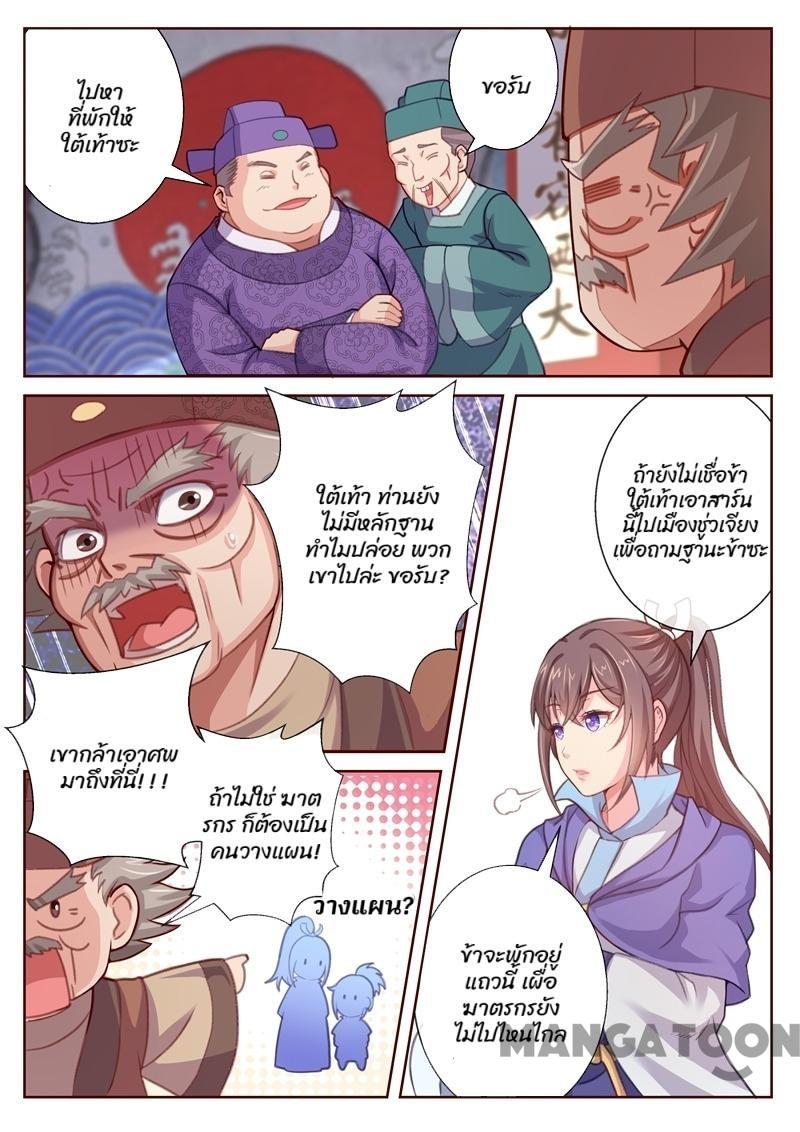 ไปหา
ที่พักให้
ใต้เท้าซะ
ขอรับ
大
ใต้เท้า ท่านยัง
ไม่มีหลักฐาน
ทำไมปล่อย พวก
เขาไปล่ะ ขอรับ?
ถ้ายังไม่เชื่อข้า
ใต้เท้าเอาสาร์น
นี้ไปเมืองชู่วเจียง
เพื่อถามฐานะข้าซะ
เขากล้าเอาศพ
มาถึงที่นี่!!!
ถ้าไม่ใช่ ฆาต
รกร ก็ต้องเป็น
คนวางแผน!
วางแผน?
ข้าจะพักอยู่
แถวนี้ เผื่อ
ฆาตรกรยัง
ไม่ไปไหนไกล
MANGATOON